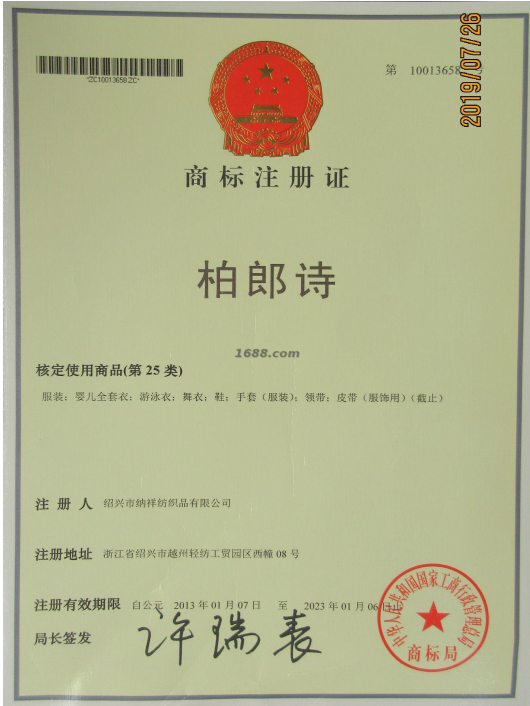 *ZC10013658ZC*
第 10013658 号
2019/07/26
商标注册证
柏郎诗
1688.com
核定使用商品(第 25 类)
服装；婴儿全套衣；游泳衣；舞衣；鞋；手套（服装）；领带；皮带（服饰用）（截止）
注册人 绍兴市纳祥纺织品有限公司
注册地址 浙江省绍兴市越州轻纺工贸园区西幢 08 号
注册有效期限 自公元 2013 年 01 月 07 日 至 2023 年 01 月 06 日止
局长签发 许瑞表
中华人民共和国国家工商行政管理总局
商标局